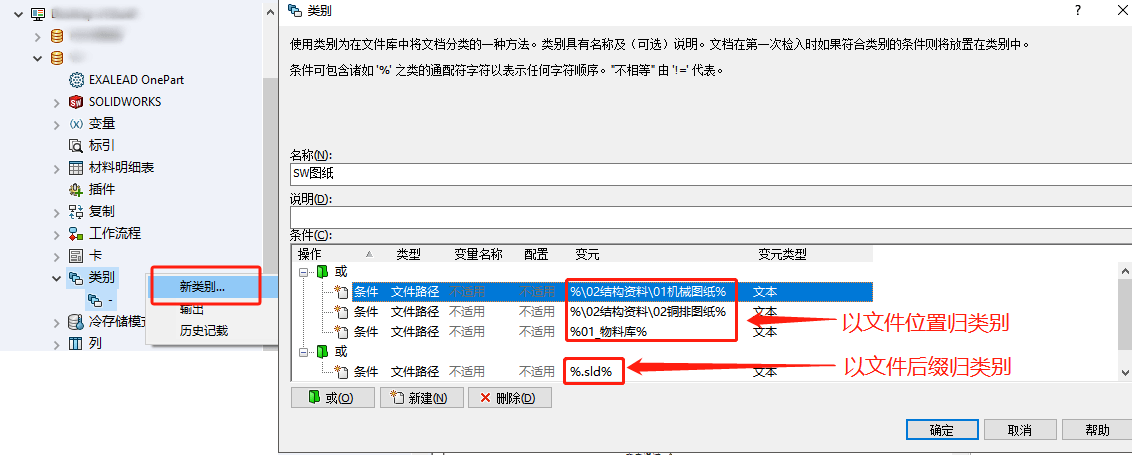 EXALEAD OnePart
SOLIDWORKS
变量
标引
材料明细表
插件
复制
工作流程
卡
类别
-
冷存储模式
列
新类别...
输出
历史记载
类别
?
使用类别为在文件库中将文档分类的一种方法。类别具有名称及（可选）说明。文档在第一次检入时如果符合类别的条件则将放置在类别中。
条件可包含诸如 '%' 之类的通配符字符以表示任何字符顺序。"不相等" 由 '!=' 代表。
名称(N):
SW图纸
说明(D):
条件(C):
操作 类型 变量名称 配置 变元 变元类型
或
条件 文件路径 不适用 不适用 %\02结构资料\01机械图纸% 文本
条件 文件路径 不适用 不适用 %\02结构资料\02铜排图纸% 文本
条件 文件路径 不适用 不适用 %01_物料库% 文本
或
条件 文件路径 不适用 不适用 %.sld% 文本
以文件位置归类别
以文件后缀归类别
或(O) 新建(N) 删除(D)
确定 取消 帮助